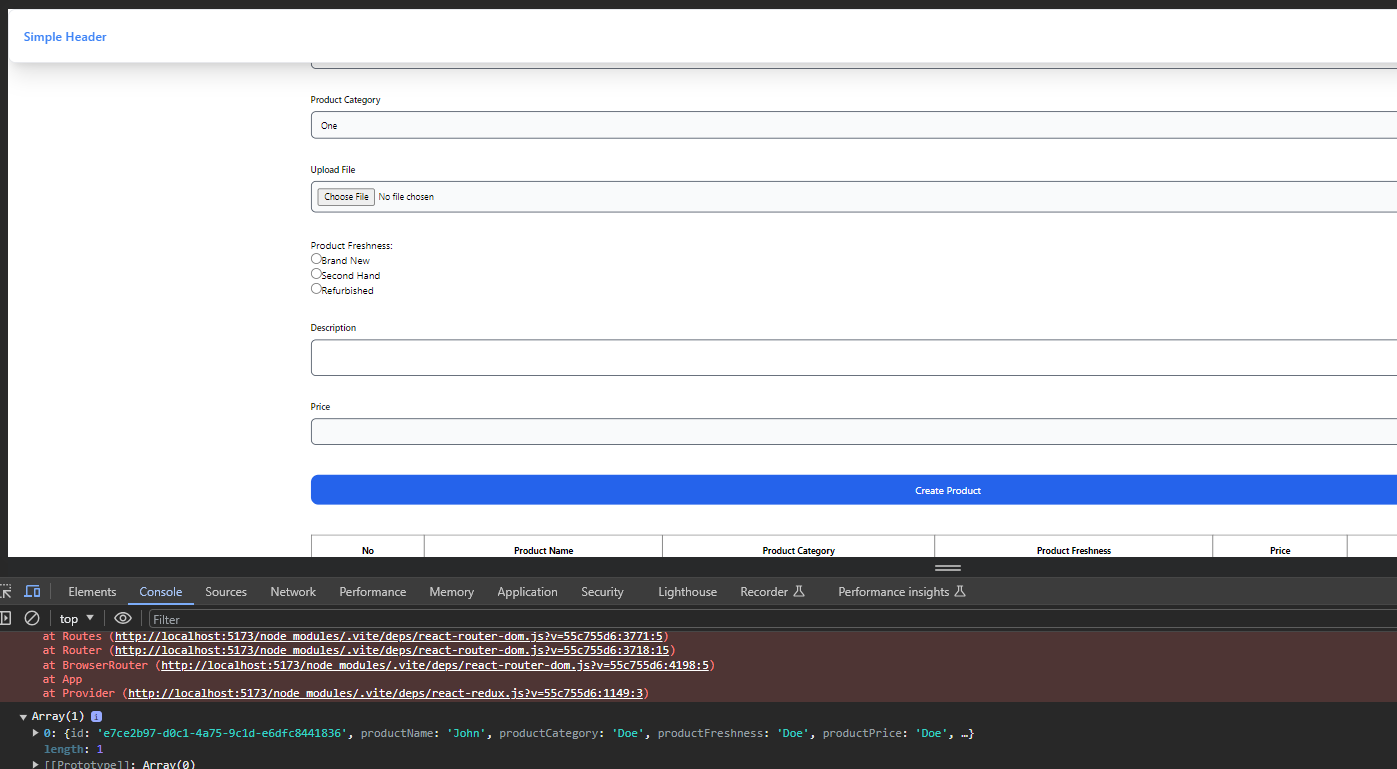 Simple Header
Product Category
One
Upload File
Choose File No file chosen
Product Freshness:
Brand New
Second Hand
Refurbished
Description
Price
Create Product
No Product Name Product Category Product Freshness Price
Elements Console Sources Network Performance Memory Application Security Lighthouse Recorder Performance insights
top Filter
at Routes (http://localhost:5173/node_modules/.vite/deps/react-router-dom.js?v=55c755d6:3771:5)
at Router (http://localhost:5173/node_modules/.vite/deps/react-router-dom.js?v=55c755d6:3718:15)
at BrowserRouter (http://localhost:5173/node_modules/.vite/deps/react-router-dom.js?v=55c755d6:4198:5)
at App
at Provider (http://localhost:5173/node_modules/.vite/deps/react-redux.js?v=55c755d6:1149:3)
Array(1) i
0: {id: 'e7ce2b97-d0c1-4a75-9c1d-e6dfc8441836', productName: 'John', productCategory: 'Doe', productFreshness: 'Doe', productPrice: 'Doe', …}
length: 1
[[Prototype]]: Array(0)